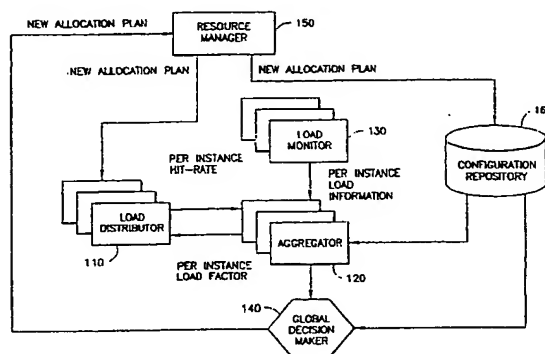 NEW ALLOCATION PLAN
RESOURCE
MANAGER
150
NEW ALLOCATION PLAN
NEW ALLOCATION PLAN
LOAD
MONITOR
130
PER INSTANCE
HIT-RATE
PER INSTANCE
LOAD
INFORMATION
16
CONFIGURATION
REPOSITORY
LOAD
DISTRIBUTOR
110
AGGREGATOR
120
PER INSTANCE
LOAD FACTOR
140
GLOBAL
DECISION
MAKER